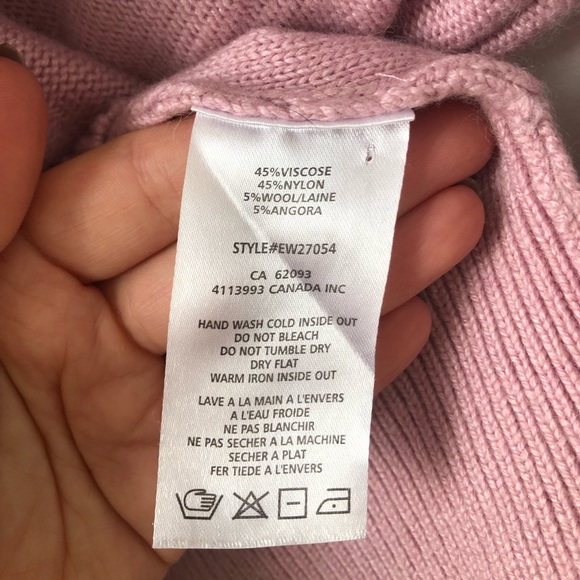 45%VISCOSE
45%NYLON
5%WOOL/LAINE
5%ANGORA
STYLE#EW27054
CA 62093
4113993 CANADA INC
HAND WASH COLD INSIDE OUT
DO NOT BLEACH
DO NOT TUMBLE DRY
DRY FLAT
WARM IRON INSIDE OUT
LAVE A LA MAIN A L'ENVERS
A L'EAU FROIDE
NE PAS BLANCHIR
NE PAS SECHER A LA MACHINE
SECHER A PLAT
FER TIEDE A L'ENVERS